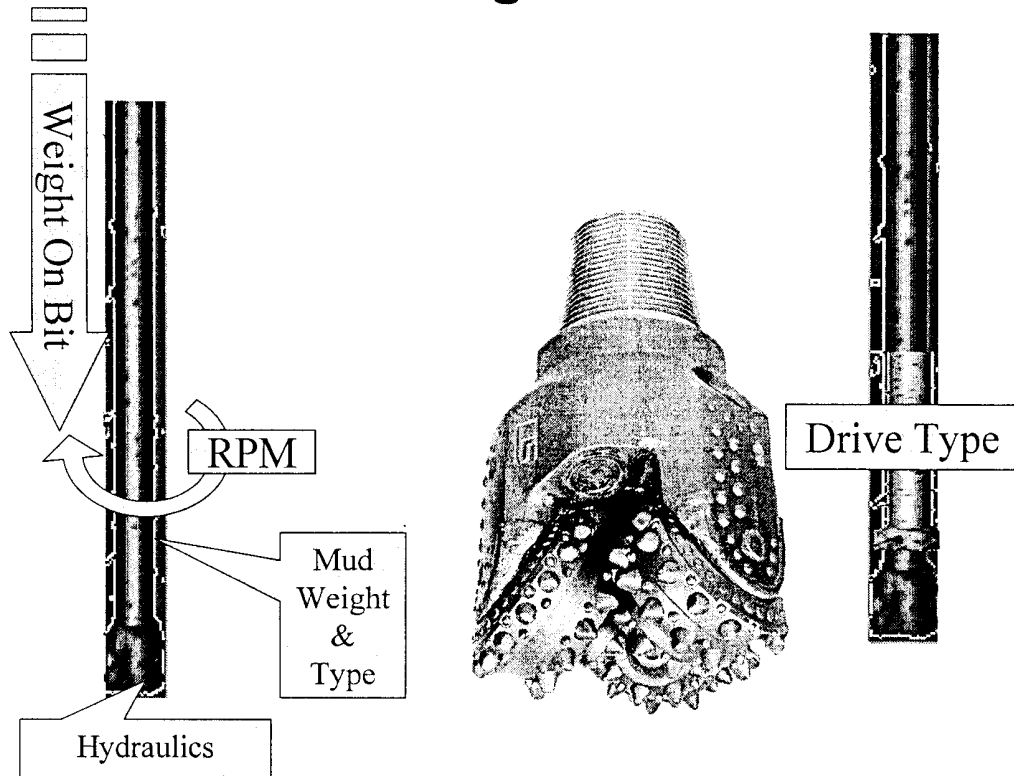 g
Weight On Bit
RPM
Mud
Weight
&
Type
Hydraulics
Drive Type